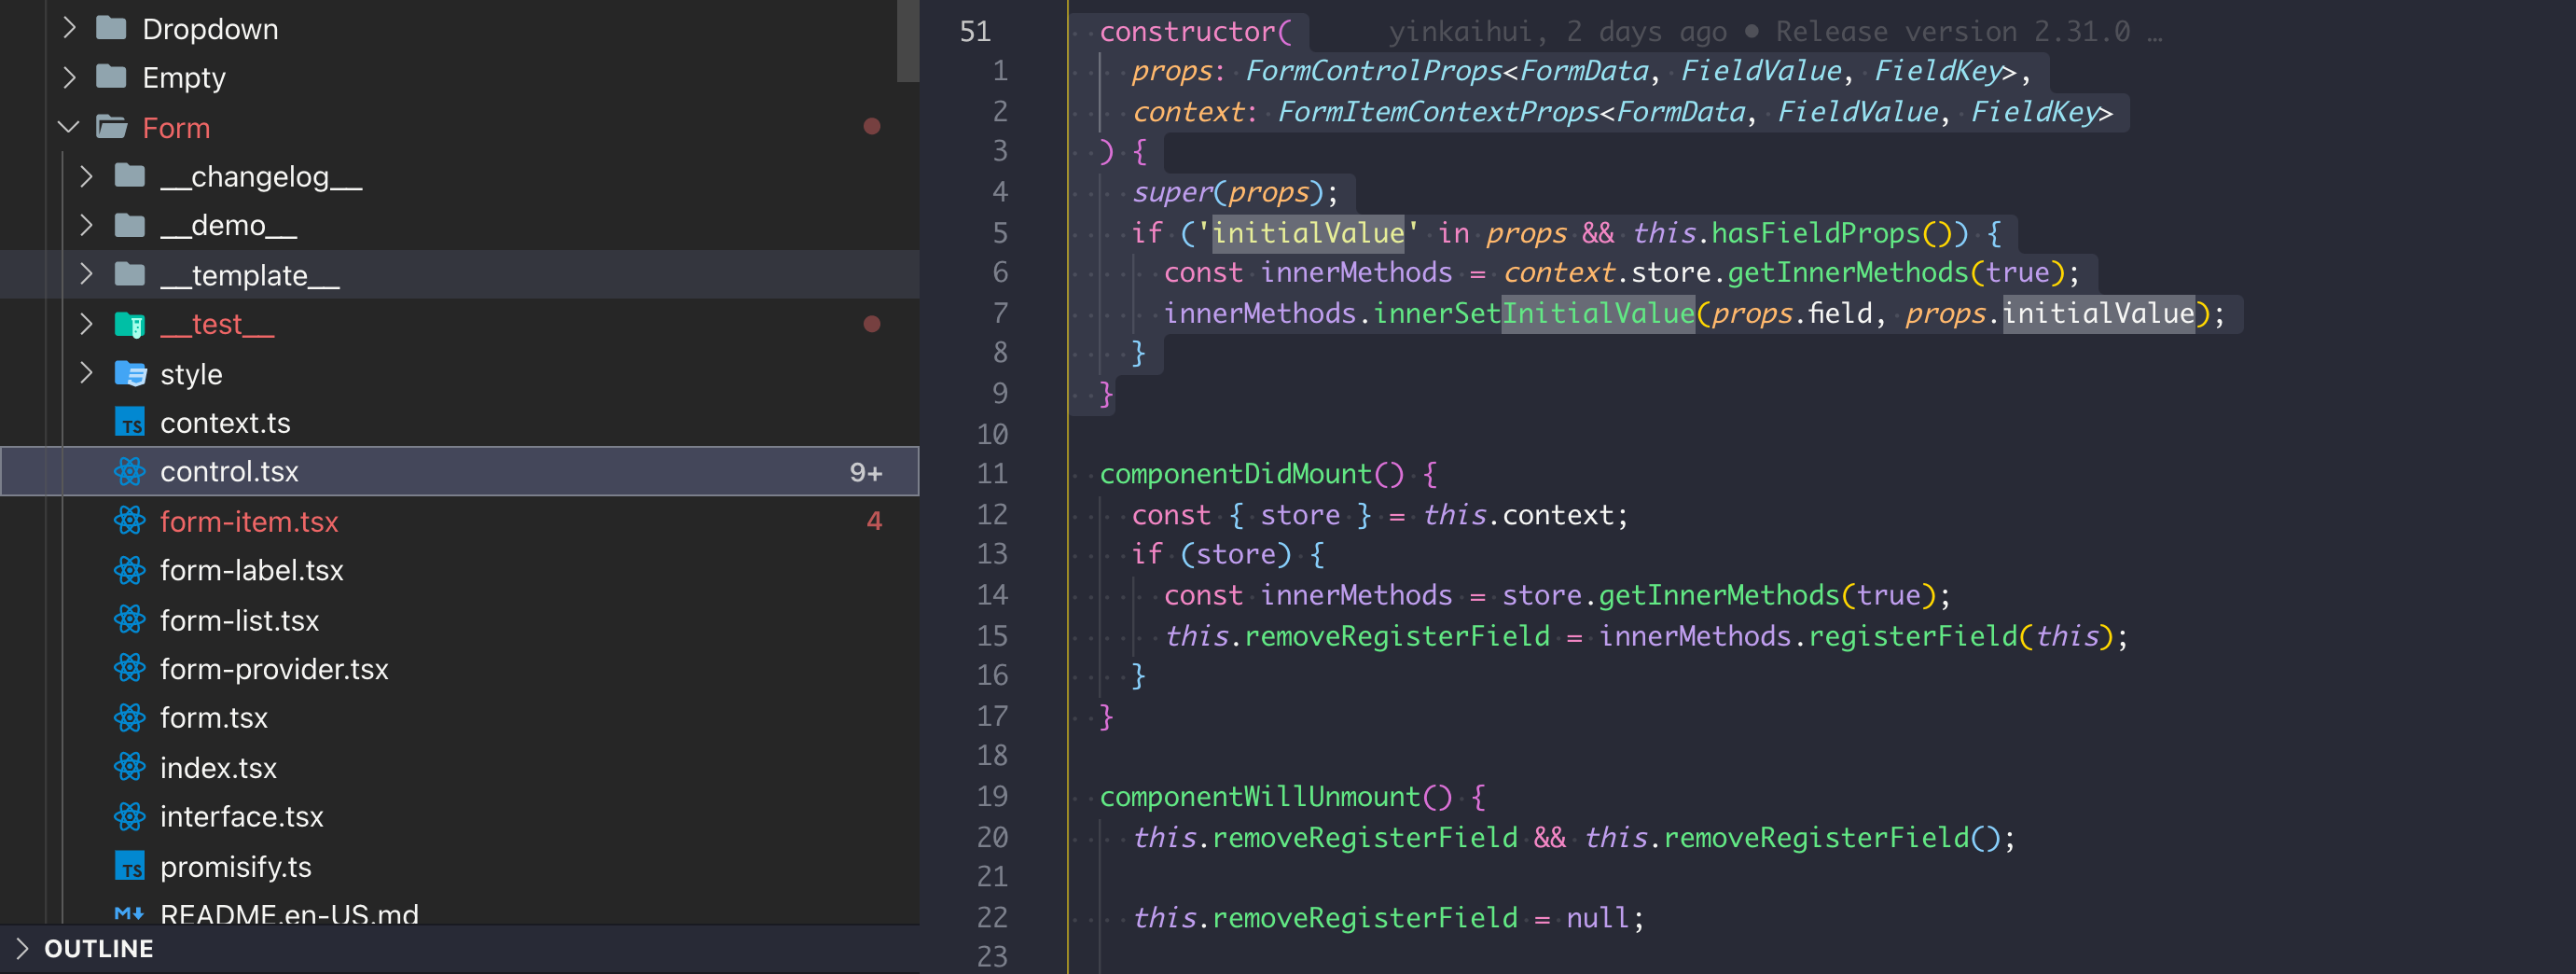 Dropdown
Empty
Form
__changelog__
__demo__
__template__
__test__
style
TS context.ts
control.tsx 9+
form-item.tsx 4
form-label.tsx
form-list.tsx
form-provider.tsx
form.tsx
index.tsx
interface.tsx
TS promisify.ts
M README.en-US.md
OUTLINE
51 constructor( yinkaihui, 2 days ago • Release version 2.31.0 …
1 props: FormControlProps<FormData, FieldValue, FieldKey>,
2 context: FormItemContextProps<FormData, FieldValue, FieldKey>
3 ) {
4 super(props);
5 if ('initialValue' in props && this.hasFieldProps()) {
6 const innerMethods = context.store.getInnerMethods(true);
7 innerMethods.innerSetInitialValue(props.field, props.initialValue);
8 }
9 }
10
11 componentDidMount() {
12 const { store } = this.context;
13 if (store) {
14 const innerMethods = store.getInnerMethods(true);
15 this.removeRegisterField = innerMethods.registerField(this);
16 }
17 }
18
19 componentWillUnmount() {
20 this.removeRegisterField && this.removeRegisterField();
21
22 this.removeRegisterField = null;
23